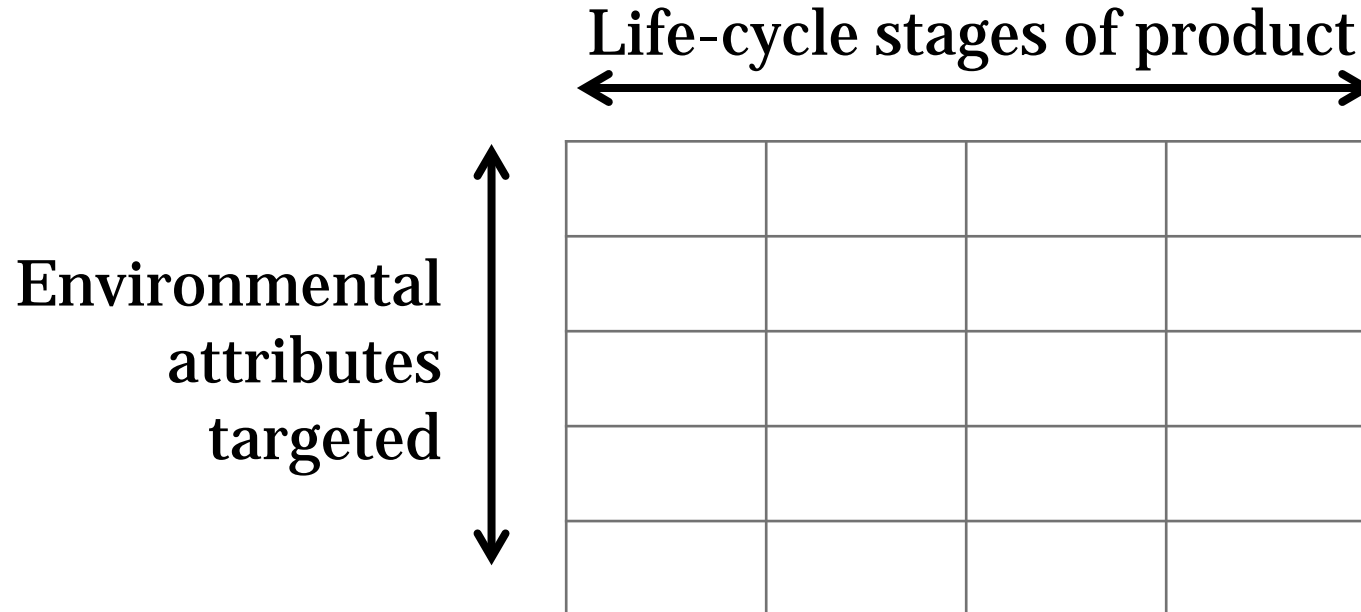 Life-cycle stages of product
Environmental
attributes
targeted